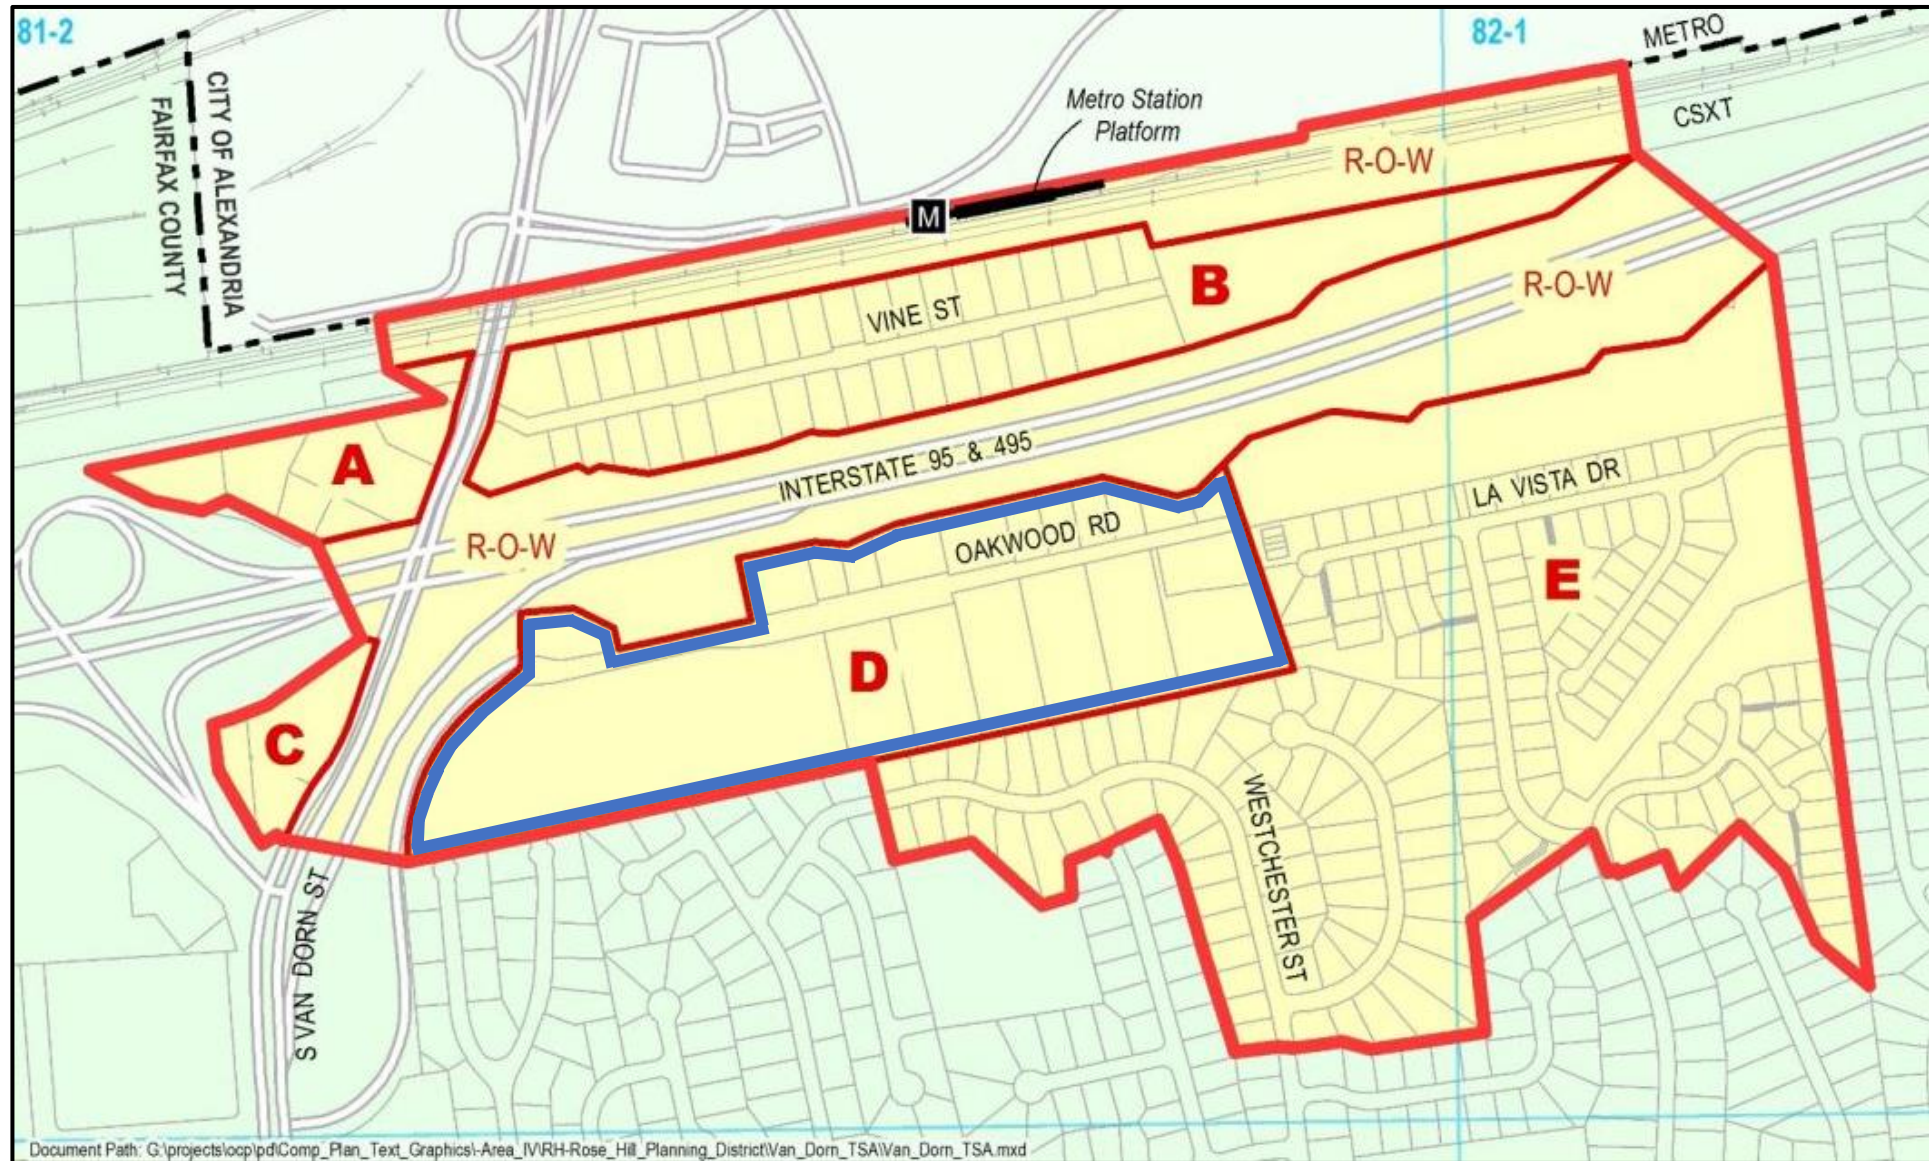 81-2
82-1
METRO
CITY OF ALEXANDRIA
FAIRFAX COUNTY
Metro Station
Platform
CSXT
R-O-W
M
B
R-O-W
VINE ST
A
INTERSTATE 95 & 495
LA VISTA DR
R-O-W
OAKWOOD RD
E
D
C
WESTCHESTER ST
S VAN DORN ST
Document Path: G:\projects\ocp\pd\Comp_Plan_Text_Graphics\-Area_IV\RH-Rose_Hill_Planning_District\Van_Dorn_TSA\Van_Dorn_TSA.mxd